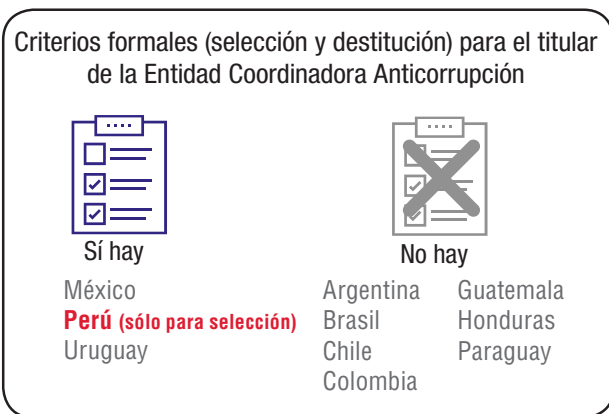 Criterios formales (selección y destitución) para el titular
de la Entidad Coordinadora Anticorrupción
Sí hay
México
Perú (sólo para selección)
Uruguay
No hay
Argentina
Brasil
Chile
Colombia
Guatemala
Honduras
Paraguay